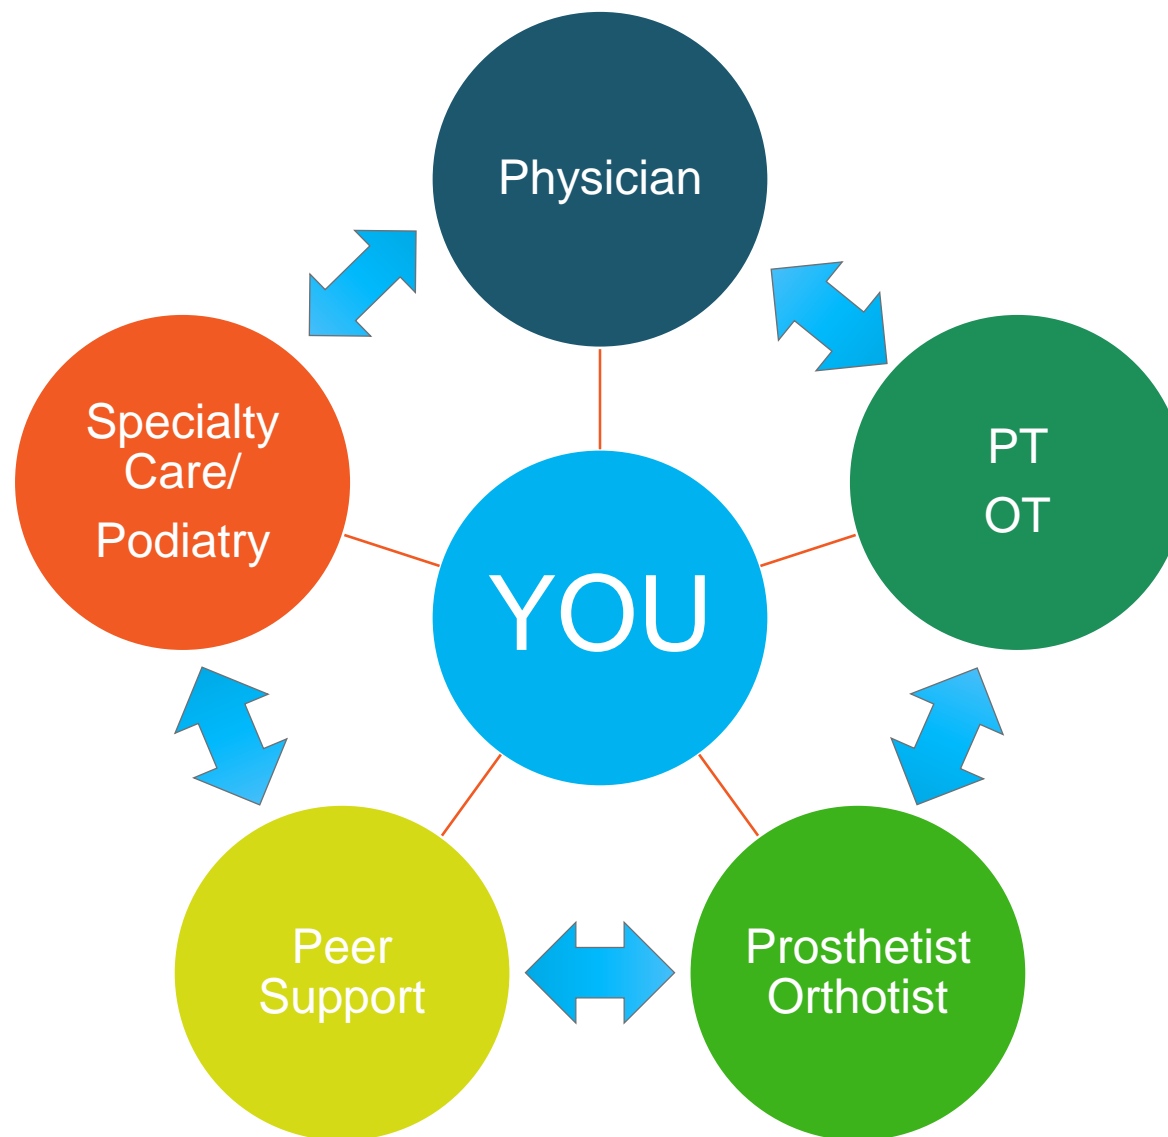 Physician
Specialty
Care/
Podiatry
PT
OT
YOU
Peer
Support
Prosthetist
Orthotist